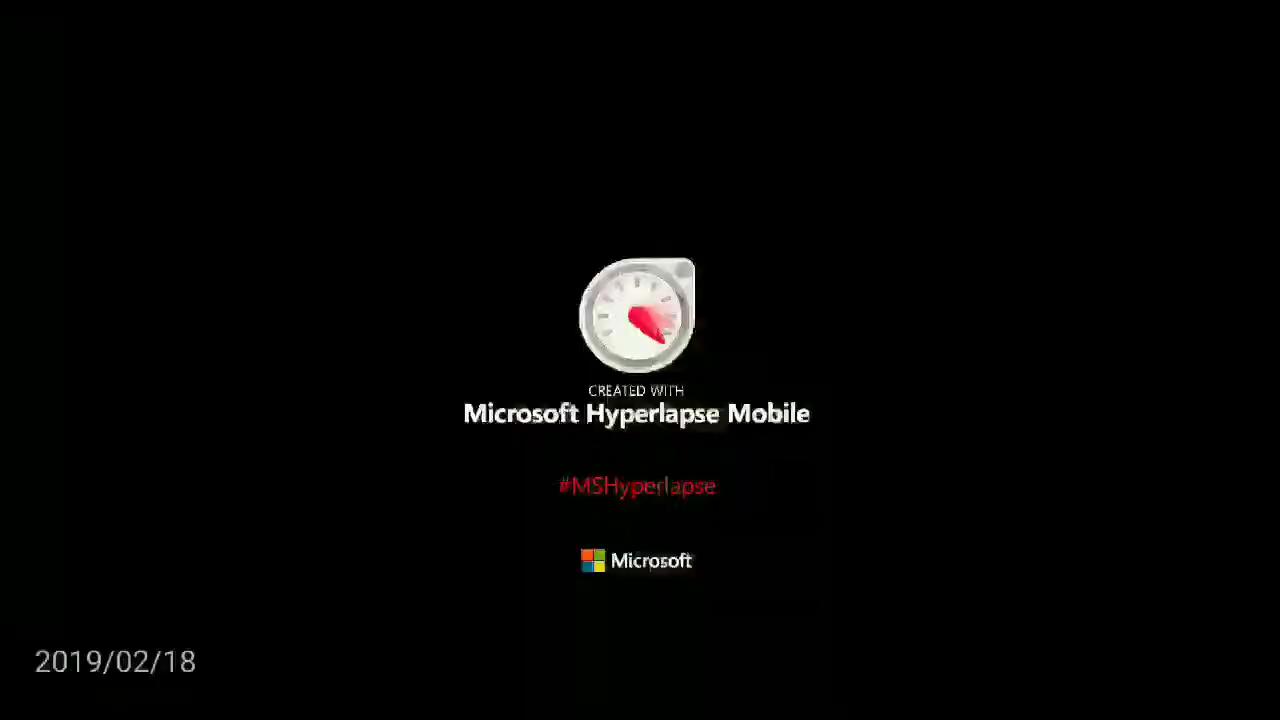 CREATED WITH
Microsoft Hyperlapse Mobile
#MSHyperlapse
Microsoft
2019/02/18